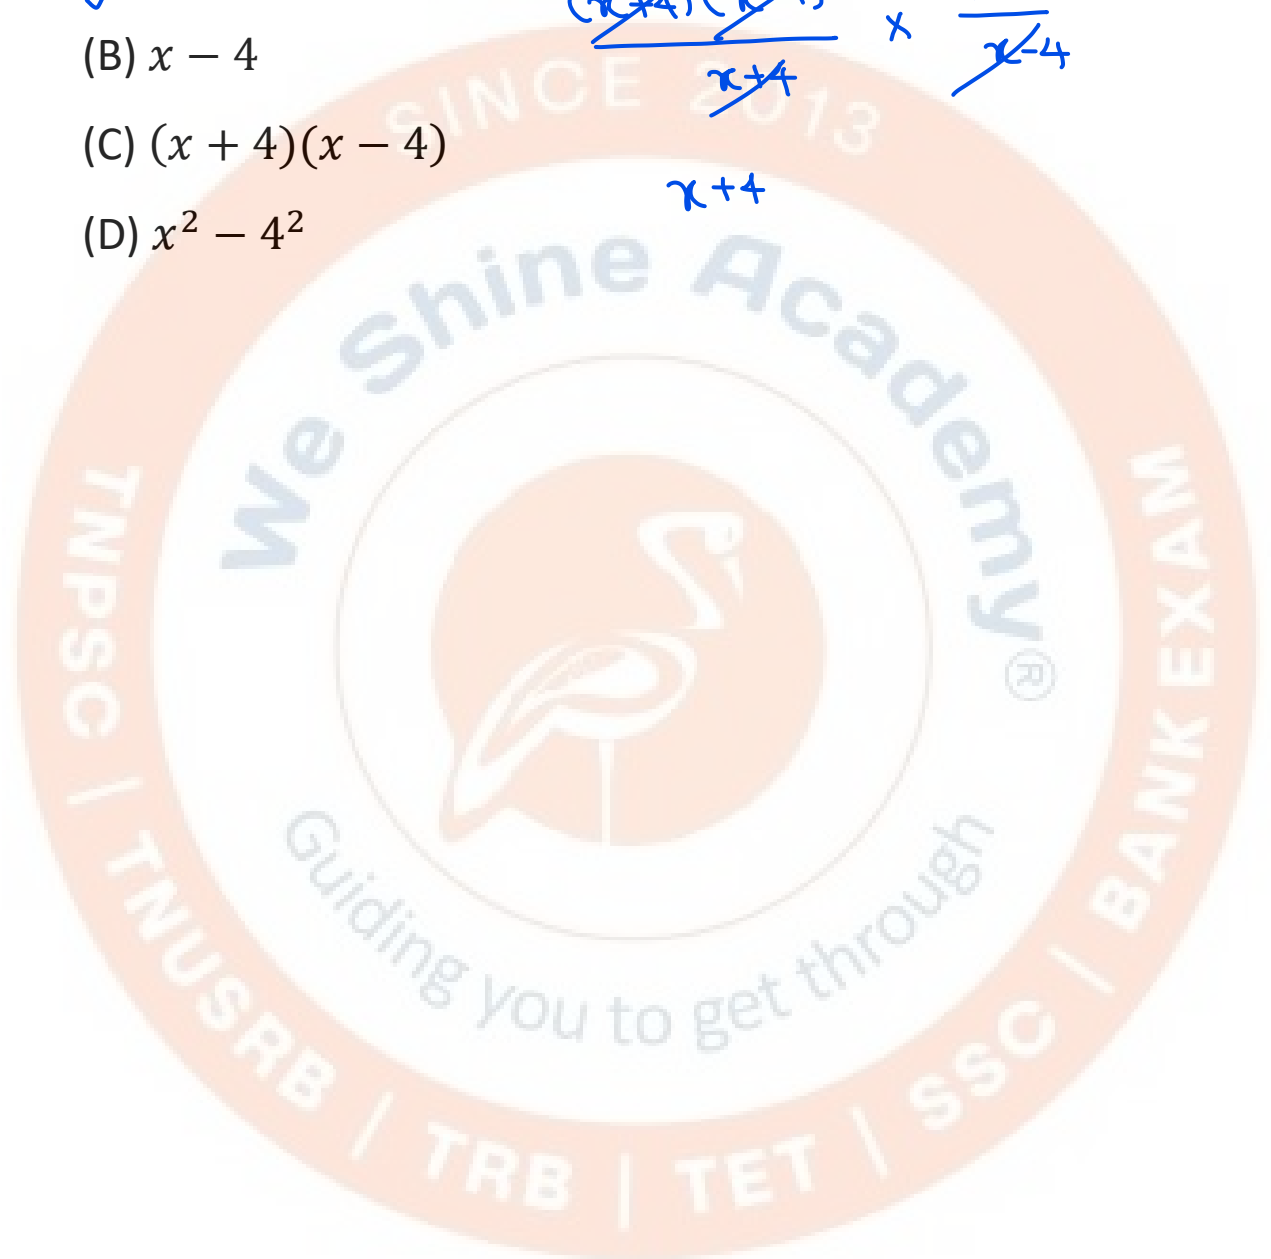 (x+4)(x
x
x-4
(B) x − 4
x+4
(C) (x + 4)(x − 4)
x+4
(D) x² − 4²
SINCE 2013
We Shine Academy®
Guiding you to get through
TNPSC | TNUSRB | TRB | TET | SSC | BANK EXAM